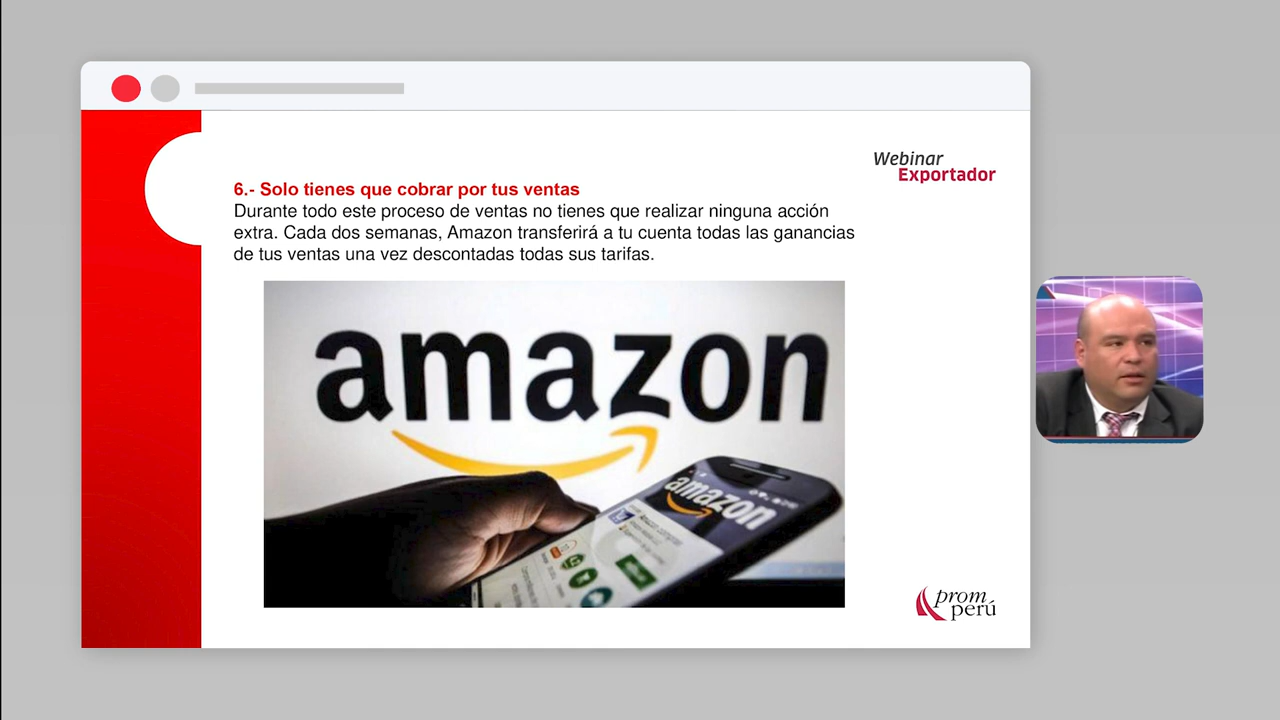 Webinar
Exportador
6.- Solo tienes que cobrar por tus ventas
Durante todo este proceso de ventas no tienes que realizar ninguna acción
extra. Cada dos semanas, Amazon transferirá a tu cuenta todas las ganancias
de tus ventas una vez descontadas todas sus tarifas.
amazon
amazon
prom
perú